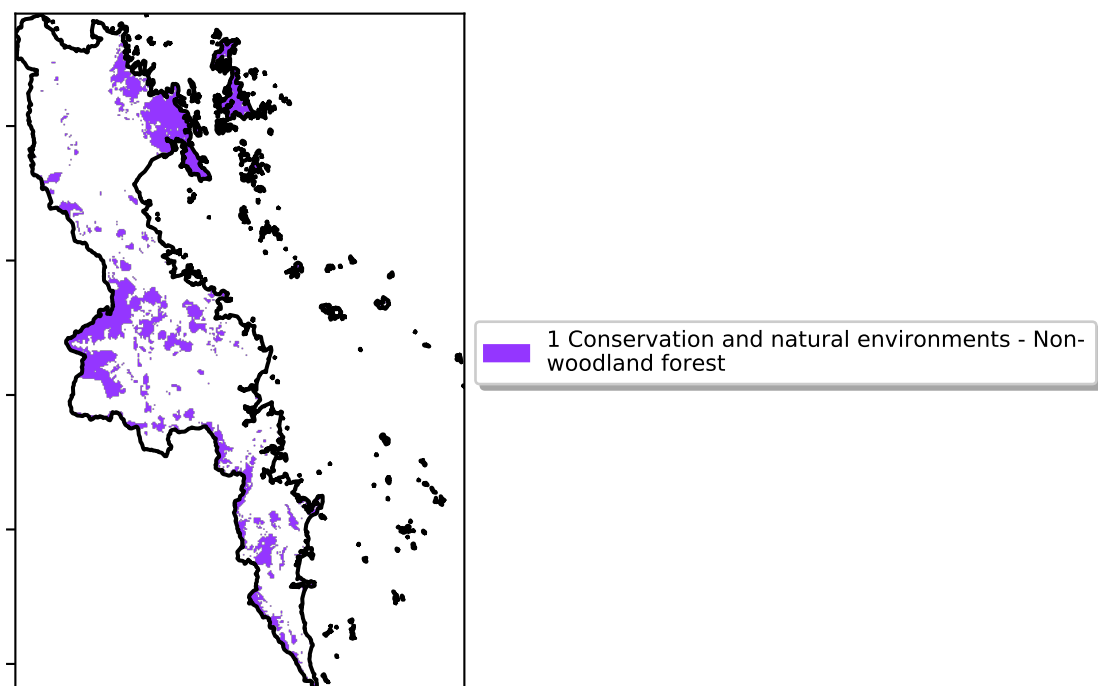 1 Conservation and natural environments - Non-
woodland forest